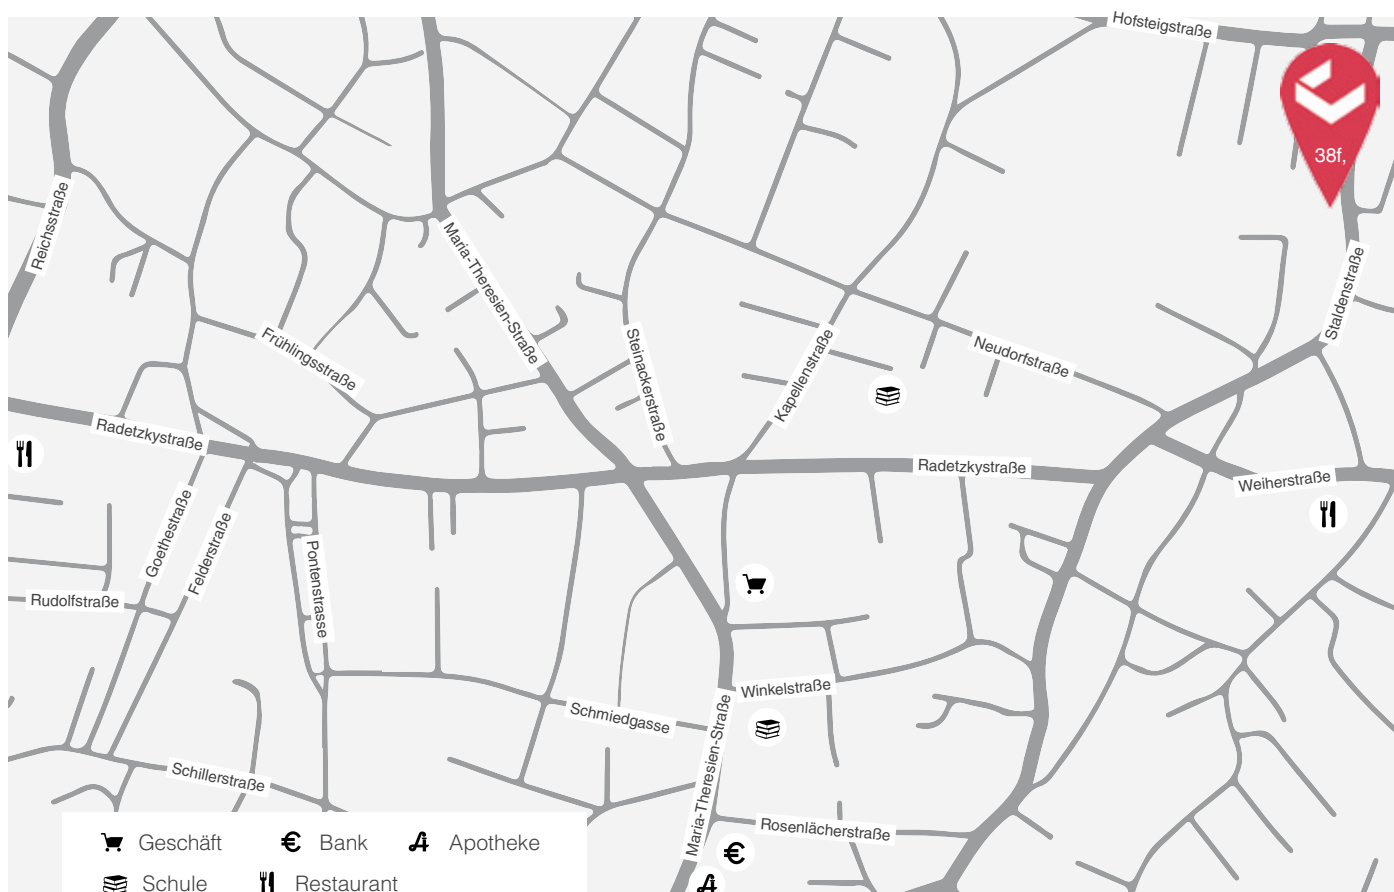 Hofsteigstraße
38f,
Reichsstraße
Maria-Theresien-Straße
Staldenstraße
Frühlingsstraße
Steinackerstraße
Kapellenstraße
Neudorfstraße
Radetzkystraße
Radetzkystraße
Weiherstraße
Goethestraße
Felderstraße
Pontenstrasse
Rudolfstraße
Winkelstraße
Schmiedgasse
Maria-Theresien-Straße
Schillerstraße
Rosenlächerstraße
Geschäft € Bank Apotheke
€
Schule Restaurant